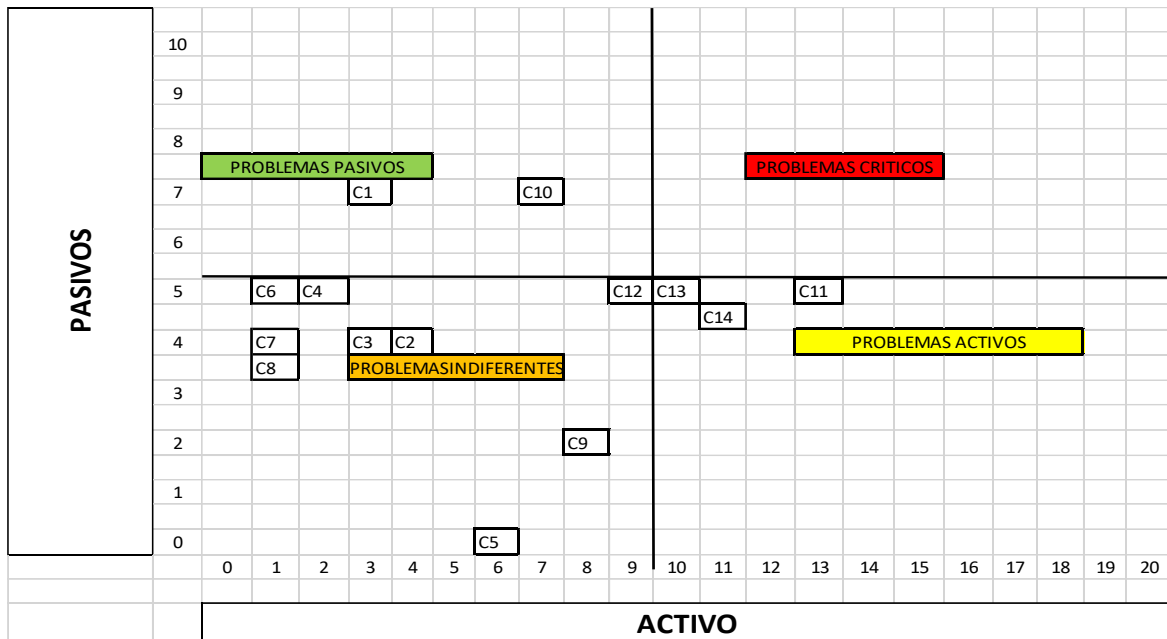 10
9
8
PROBLEMAS PASIVOS PROBLEMAS CRITICOS
7 C1 C10
PASIVOS
6
5 C6 C4 C12 C13 C11
C14
4 C7 C3 C2 PROBLEMAS ACTIVOS
C8 PROBLEMASINDIFERENTES
3
2 C9
1
0 C5
0 1 2 3 4 5 6 7 8 9 10 11 12 13 14 15 16 17 18 19 20
ACTIVO